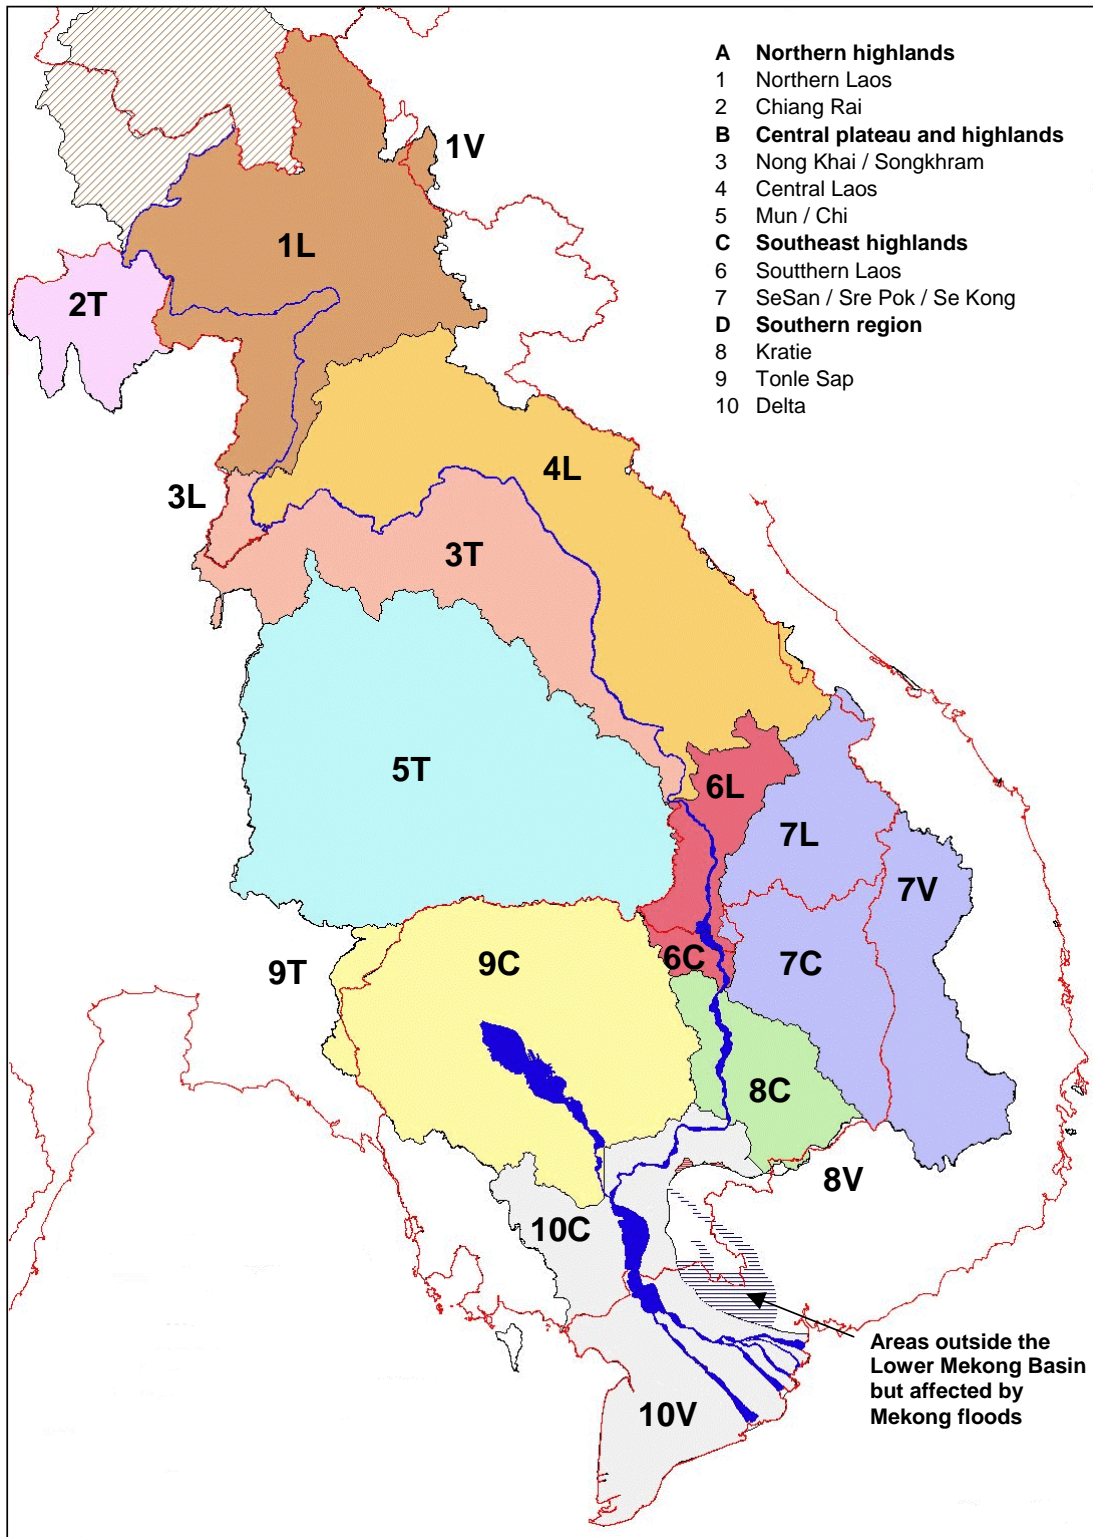 A Northern highlands
1 Northern Laos
2 Chiang Rai
B Central plateau and highlands
3 Nong Khai / Songkhram
4 Central Laos
5 Mun / Chi
C Southeast highlands
6 Soutthern Laos
7 SeSan / Sre Pok / Se Kong
D Southern region
8 Kratie
9 Tonle Sap
10 Delta
1V
1L
2T
4L
3L
3T
5T
6L
7L
7V
9T
9C
6C
7C
8C
8V
10C
Areas outside the
Lower Mekong Basin
but affected by
Mekong floods
10V